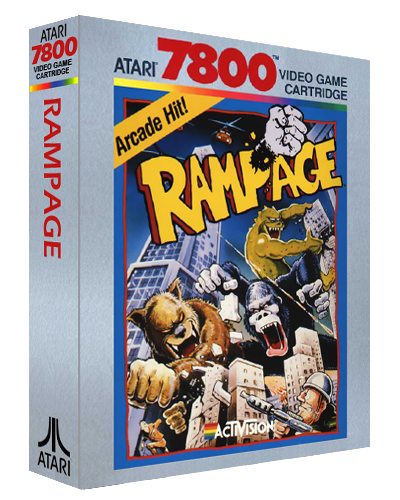 ATARI
7800
VIDEO GAME
CARTRIDGE
RAMPAGE
ATARI
ATARI 7800™
VIDEO GAME
CARTRIDGE
Arcade Hit!
RAMPAGE
ACTIVISION